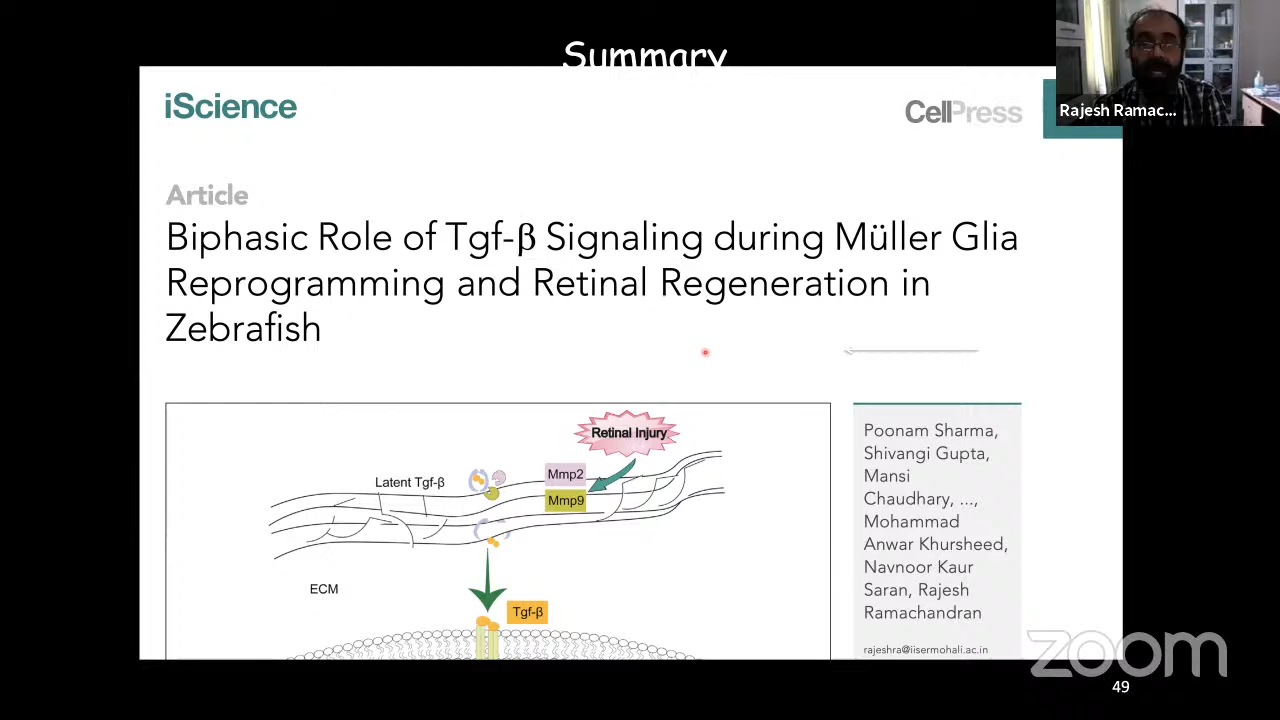 Summary
iScience
CellPress
Rajesh Ramac...
Article
Biphasic Role of Tgf-β Signaling during Müller Glia
Reprogramming and Retinal Regeneration in
Zebrafish
Retinal Injury
Latent Tgf-β
Mmp2
Mmp9
ECM
Tgf-β
Poonam Sharma,
Shivangi Gupta,
Mansi
Chaudhary, ...,
Mohammad
Anwar Khursheed,
Navnoor Kaur
Saran, Rajesh
Ramachandran
rajeshra@iisermohali.ac.in
zoom
49